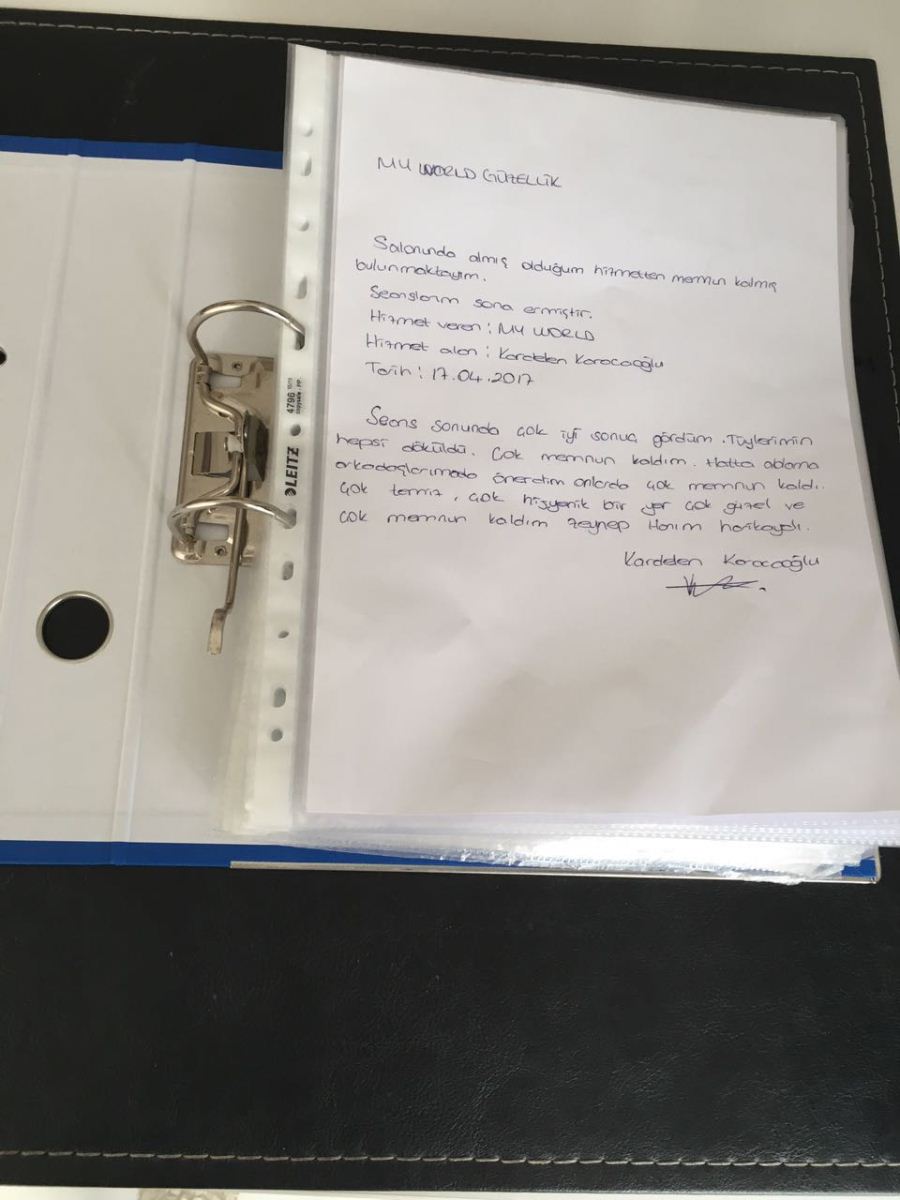 MY WORLD GÜZELLİK
Salonında almış olduğum hizmetten memnun kalmış
bulunmaktayım.
Seanslarım sona ermiştir.
Hizmet veren : MY WORLD
Hizmet alan : Kardelen Karacaoğlu
Tarih : 17.04.2017
Seans sonunda çok iyi sonuç gördüm. Tüylerimin
hepsi döküldü. Çok memnun kaldım. Hatta ablama
arkadaşlarımada önerdim onlarda çok memnun kaldı.
Çok temiz, çok hijyenik bir yer çok güzel ve
çok memnun kaldım Zeynep Hanım harikaydı.
Kardelen Karacaoğlu
LEITZ
4796